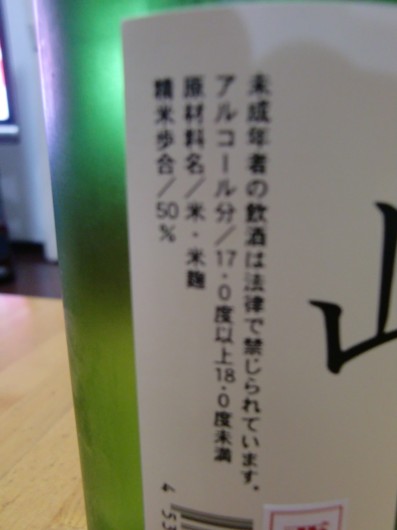 未成年者の飲酒は法律で禁じられています。
アルコール分／17・0度以上18・0度未満
原材料名／米・米麹
精米歩合／50％
4 53